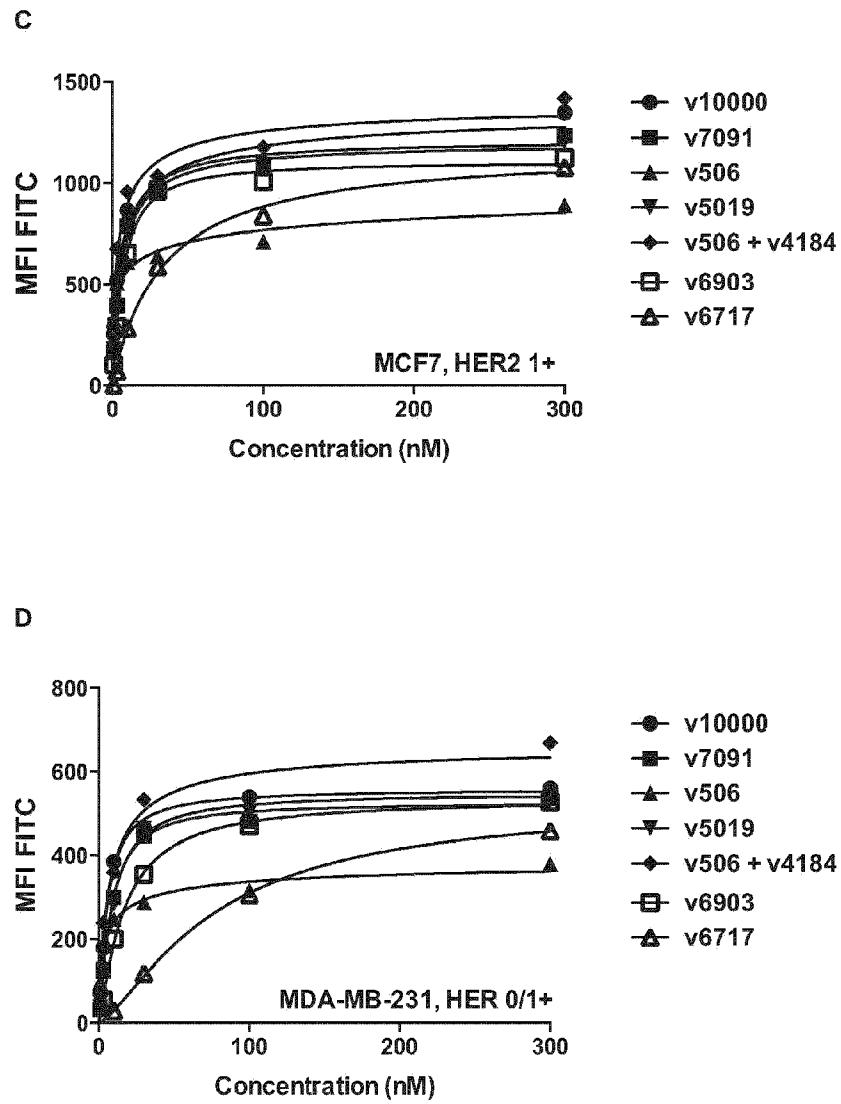 C
MFI FITC
1500
1000
500
0
0
100
200
300
Concentration (nM)
MCF7, HER2 1+
v10000
v7091
v506
v5019
v506 + v4184
v6903
v6717
D
MFI FITC
800
600
400
200
0
0
100
200
300
Concentration (nM)
MDA-MB-231, HER 0/1+
v10000
v7091
v506
v5019
v506 + v4184
v6903
v6717